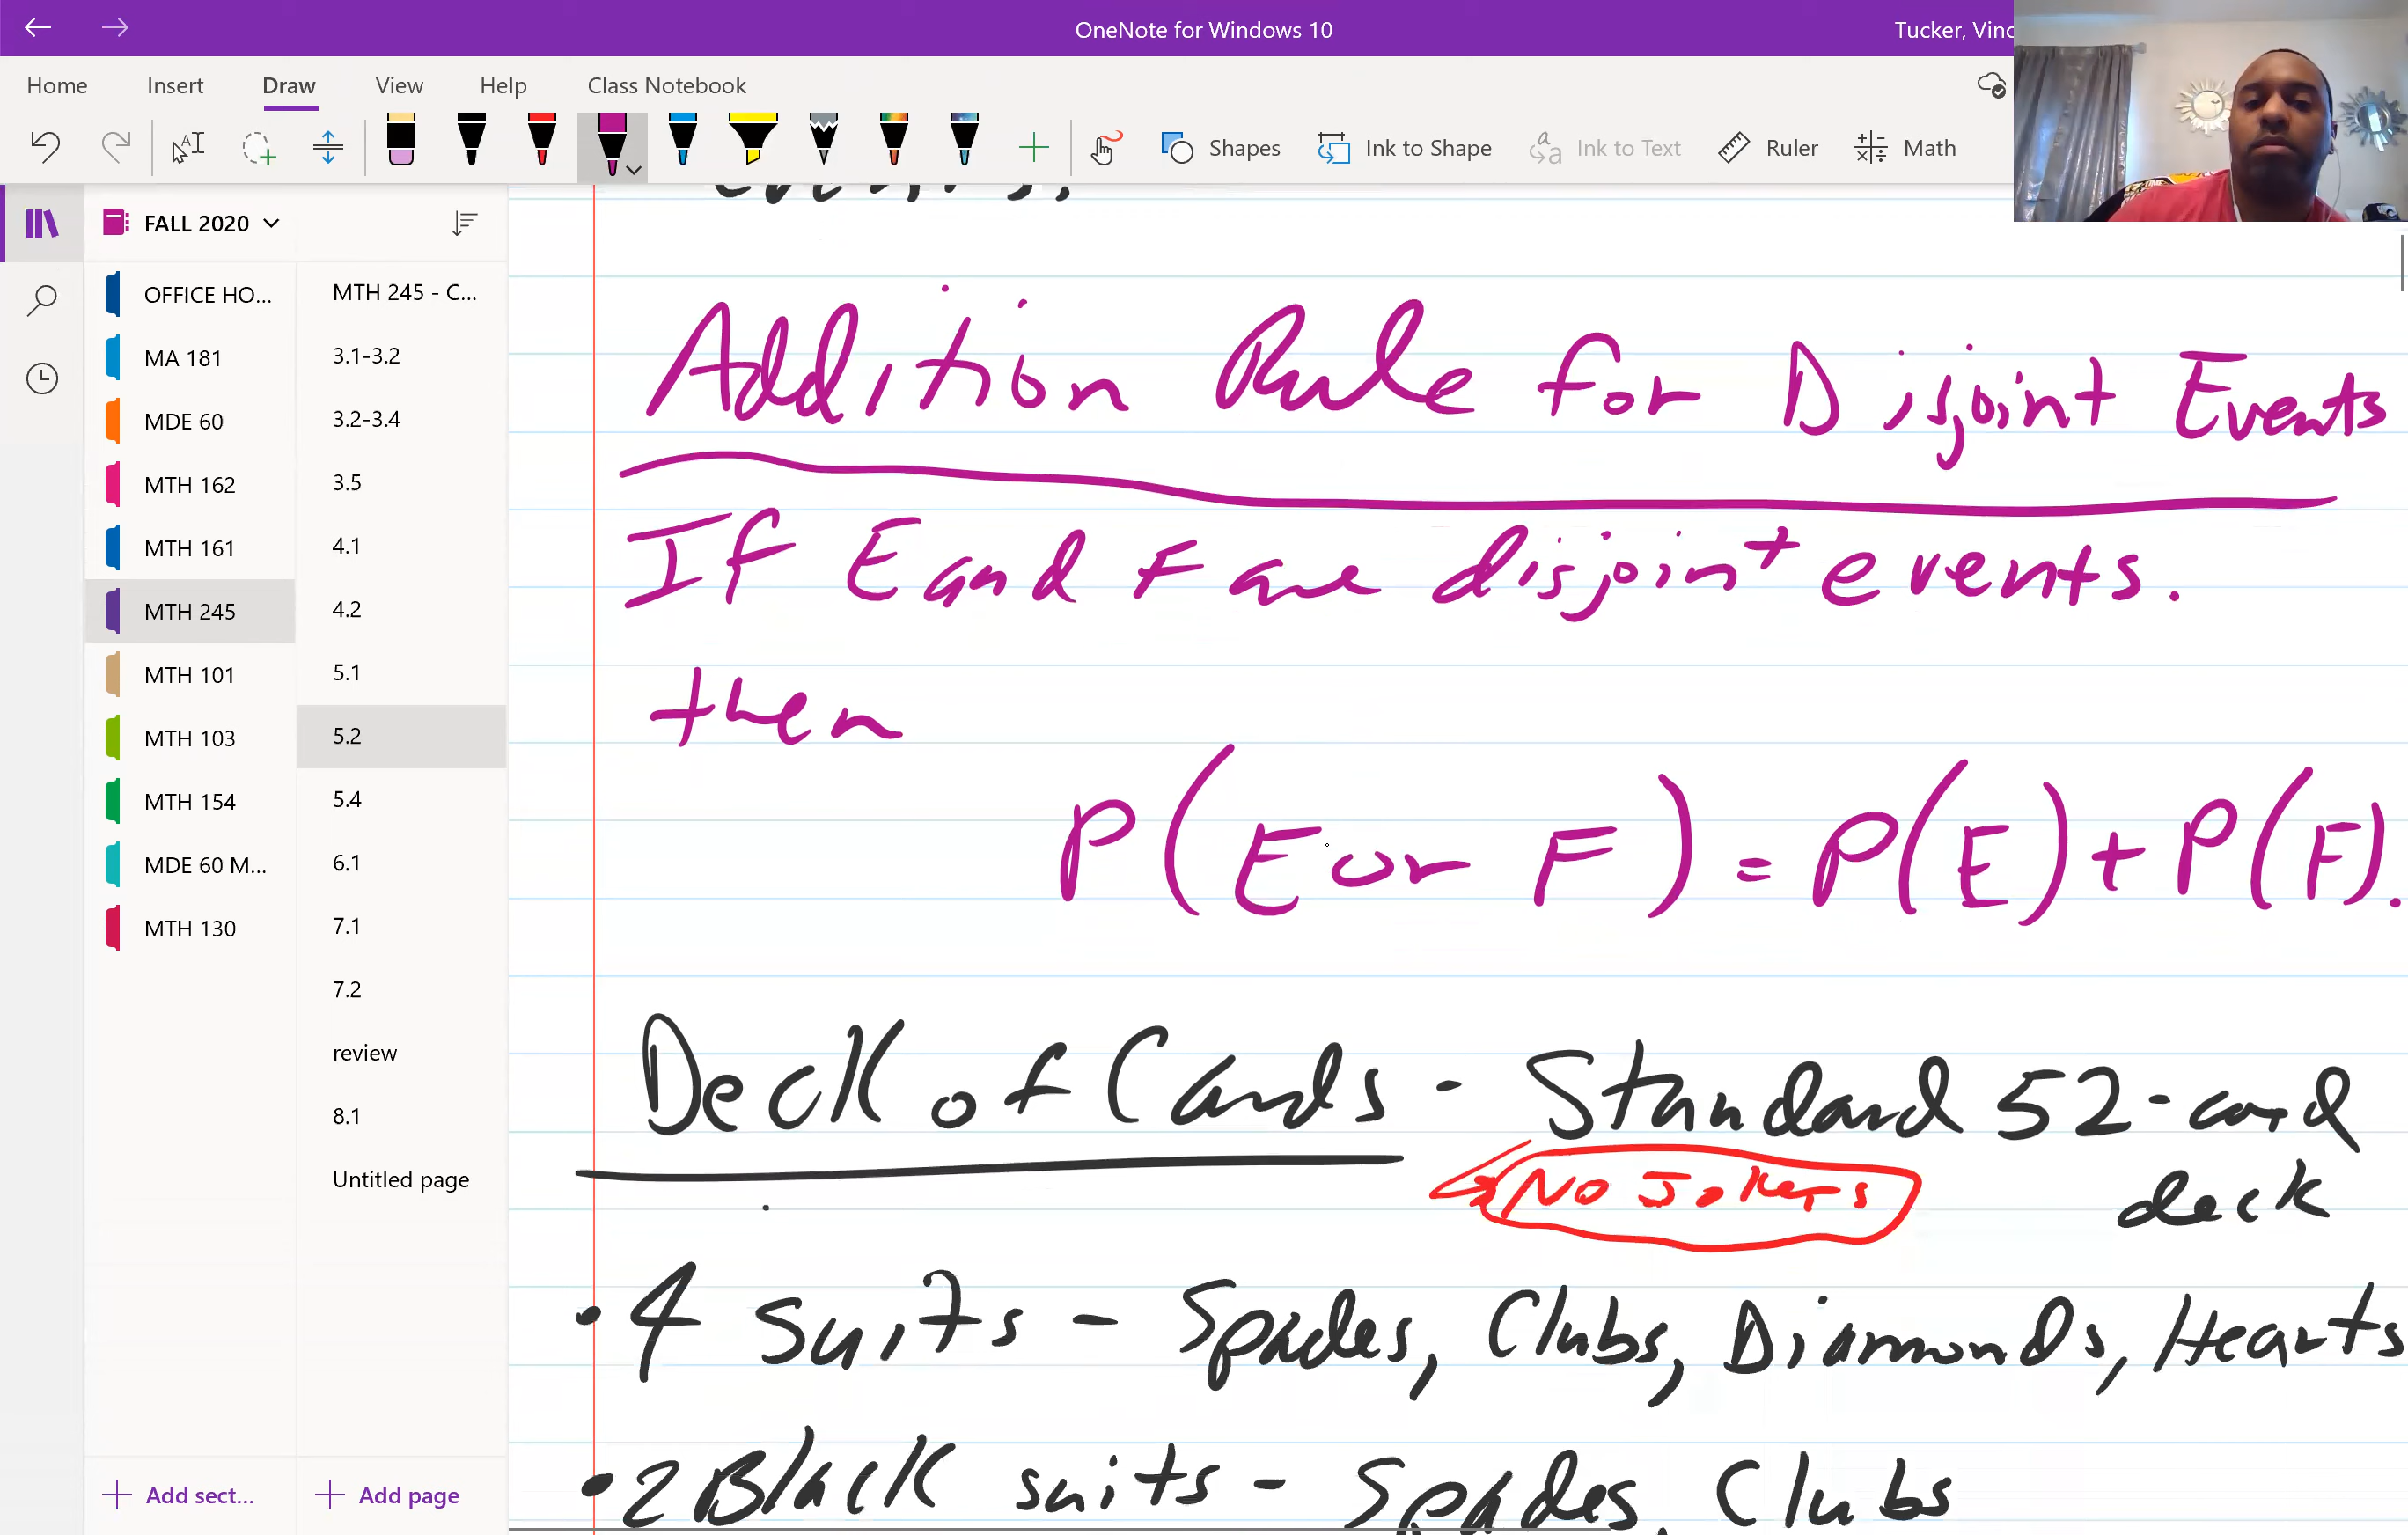 OneNote for Windows 10
Tucker, Vinc
Home Insert Draw View Help Class Notebook
Shapes Ink to Shape Ink to Text Ruler Math
FALL 2020
OFFICE HO...
MA 181
MDE 60
MTH 162
MTH 161
MTH 245
MTH 101
MTH 103
MTH 154
MDE 60 M...
MTH 130
Add sect...
MTH 245 - C...
3.1-3.2
3.2-3.4
3.5
4.1
4.2
5.1
5.2
5.4
6.1
7.1
7.2
review
8.1
Untitled page
Add page
Addition Rule for Disjoint Events
If E and F are disjoint events.
then
P(E or F) = P(E) + P(F).
Deck of Cards - Standard 52-card
No Jokers deck
• 4 suits - Spades, Clubs, Diamonds, Hearts
• 2 Black suits - Spades, Clubs